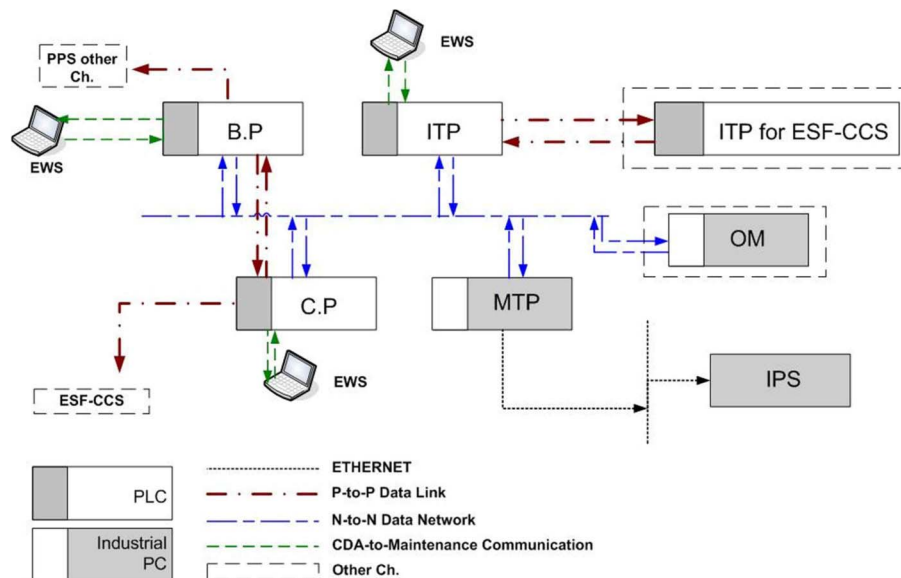 EWS
PPS other
Ch.
B.P
ITP
ITP for ESF-CCS
EWS
OM
C.P
MTP
EWS
IPS
ESF-CCS
ETHERNET
PLC
P-to-P Data Link
N-to-N Data Network
Industrial
PC
CDA-to-Maintenance Communication
Other Ch.